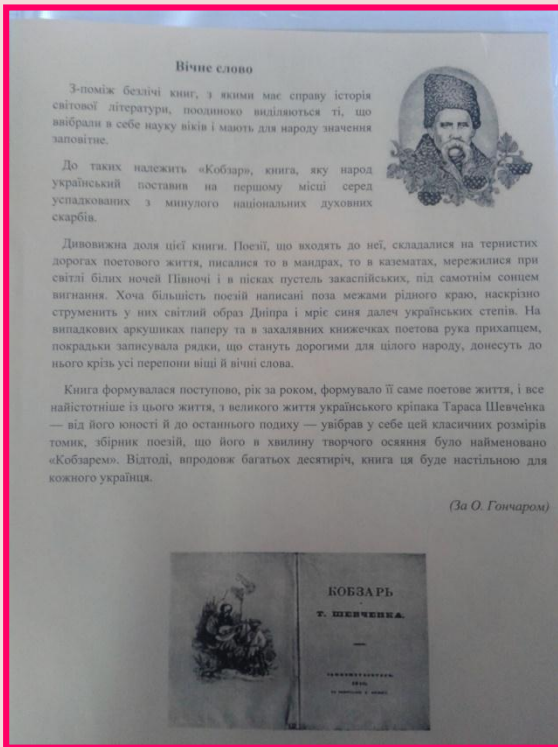 Вічне слово
З-поміж безлічі книг, з якими має справу історія
світової літератури, поодиноко виділяються ті, що
ввібрали в себе науку віків і мають для народу значення
заповітне.
До таких належить «Кобзар», книга, яку народ
український поставив на першому місці серед
успадкованих з минулого національних духовних
скарбів.
Дивовижна доля цієї книги. Поезії, що входять до неї, складалися на тернистих
дорогах поетового життя, писалися то в мандрах, то в казематах, мережилися при
світлі білих ночей Півночі і в пісках пустель закаспійських, під самотнім сонцем
вигнання. Хоча більшість поезій написані поза межами рідного краю, наскрізно
струменить у них світлий образ Дніпра і мріє синя далеч українських степів. На
випадкових аркушиках паперу та в захалявних книжечках поетова рука прихапцем,
покрадьки записувала рядки, що стануть дорогими для цілого народу, донесуть до
нього крізь усі перепони віщі й вічні слова.
Книга формувалася поступово, рік за роком, формувало її саме поетове життя, і все
найістотніше із цього життя, з великого життя українського кріпака Тараса Шевченка
— від його юності й до останнього подиху — увібрав у себе цей класичних розмірів
томик, збірник поезій, що його в хвилину творчого осяяння було найменовано
«Кобзарем». Відтоді, впродовж багатьох десятиріч, книга ця буде настільною для
кожного українця.
(За О. Гончаром)
КОБЗАРЬ
Т. ШЕВЧЕНКА.